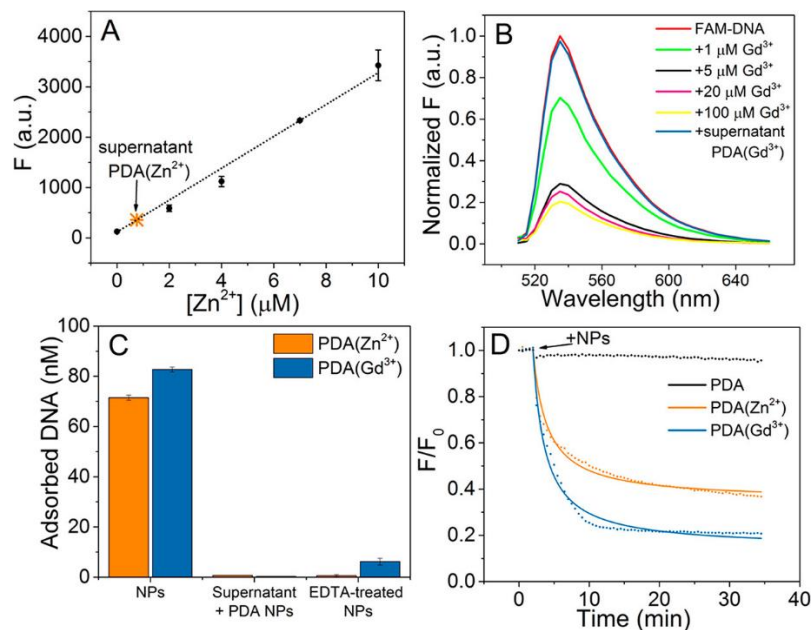 A
F (a.u.)
4000
3000
2000
1000
0
supernatant
PDA(Zn²⁺)
0
2
4
6
8
10
[Zn²⁺] (μM)
B
Normalized F (a.u.)
1.0
0.8
0.6
0.4
0.2
0.0
FAM-DNA
+1 μM Gd³⁺
+5 μM Gd³⁺
+20 μM Gd³⁺
+100 μM Gd³⁺
+supernatant
PDA(Gd³⁺)
520
560
600
640
Wavelength (nm)
C
Adsorbed DNA (nM)
100
80
60
40
20
0
PDA(Zn²⁺)
PDA(Gd³⁺)
NPs
Supernatant
+ PDA NPs
EDTA-treated
NPs
D
F/F₀
1.0
0.8
0.6
0.4
0.2
0.0
+NPs
PDA
PDA(Zn²⁺)
PDA(Gd³⁺)
0
10
20
30
40
Time (min)